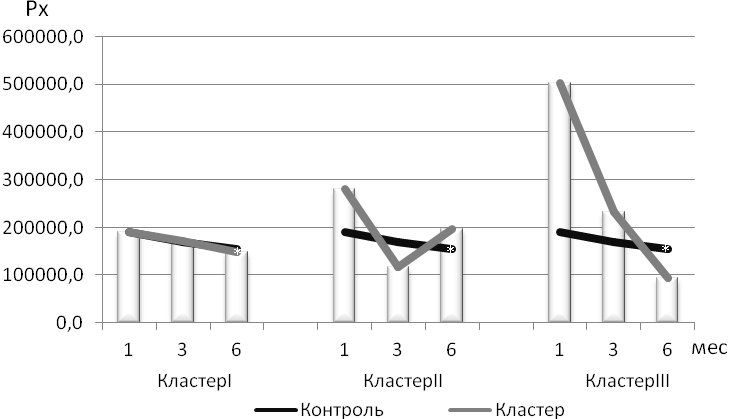 Px
600000,0
500000,0
400000,0
300000,0
200000,0
100000,0
0,0
1 3 6 1 3 6 1 3 6 мес
КластерI КластерII КластерIII
Контроль Кластер